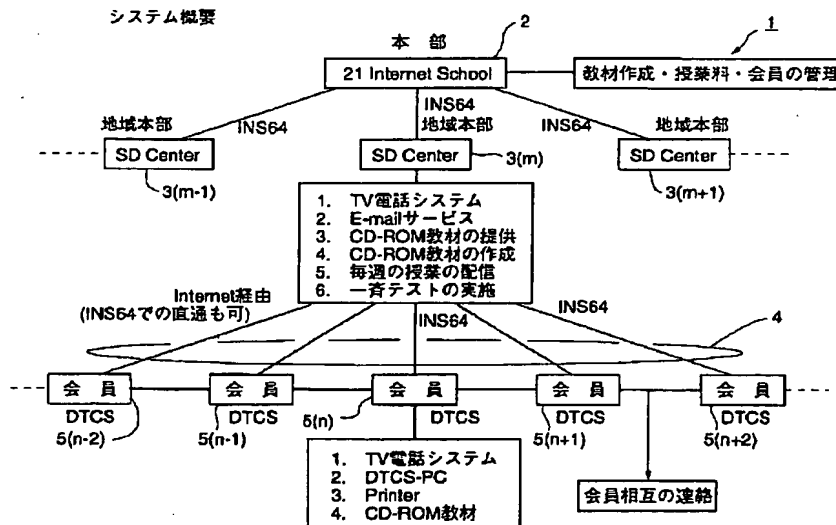 システム概要
本 部
2
1
21 Internet School
教材作成・授業料・会員の管理
INS64
INS64
INS64
地域本部
地域本部
地域本部
SD Center
SD Center
SD Center
3(m-1)
3(m)
3(m+1)
1. TV電話システム
2. E-mailサービス
3. CD-ROM教材の提供
4. CD-ROM教材の作成
5. 毎週の授業の配信
6. 一斉テストの実施
Internet経由
(INS64での直通も可)
INS64
INS64
4
会 員
会 員
会 員
会 員
会 員
DTCS
DTCS
DTCS
DTCS
DTCS
5(n-2)
5(n-1)
5(n)
5(n+1)
5(n+2)
1. TV電話システム
2. DTCS-PC
3. Printer
4. CD-ROM教材
会員相互の連絡